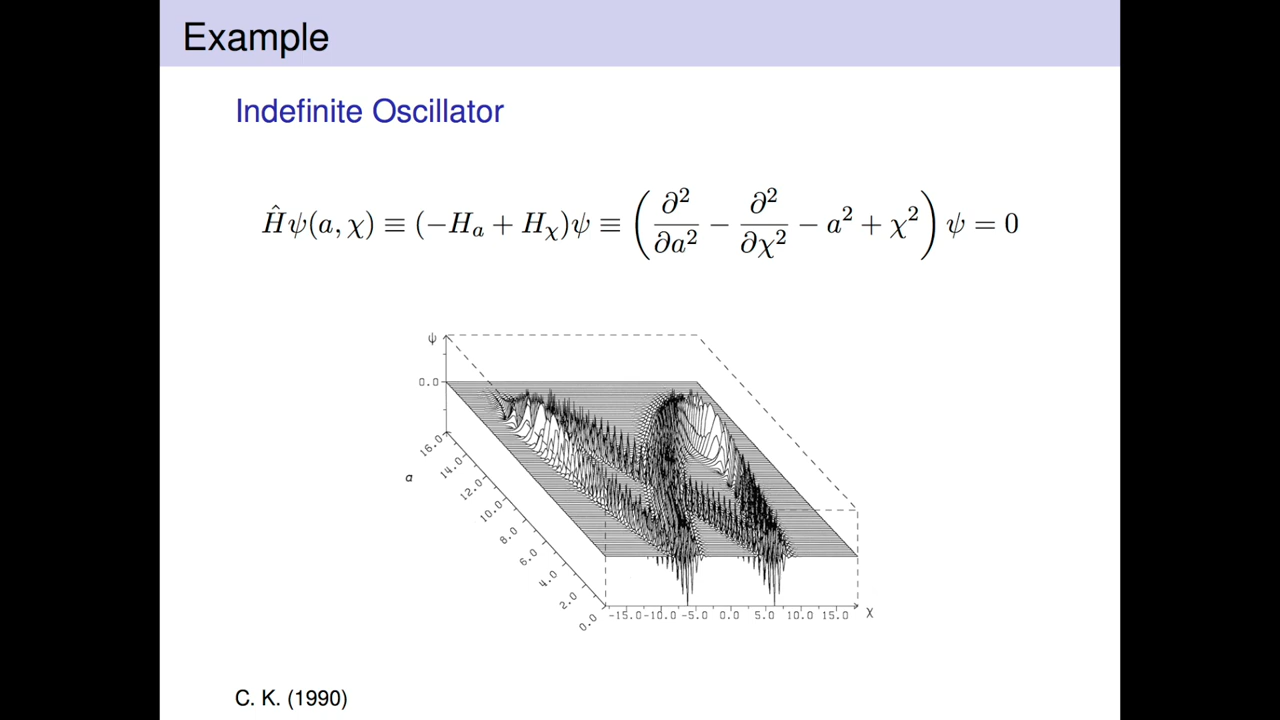 Example
Indefinite Oscillator
Ĥψ(a, χ) ≡ (−Hₐ + Hᵪ)ψ ≡ (∂²/∂a² − ∂²/∂χ² − a² + χ²) ψ = 0
ψ
0.0
16.0
14.0
a
12.0
10.0
8.0
6.0
4.0
2.0
0.0
-15.0 -10.0 -5.0 0.0 5.0 10.0 15.0 χ
C. K. (1990)